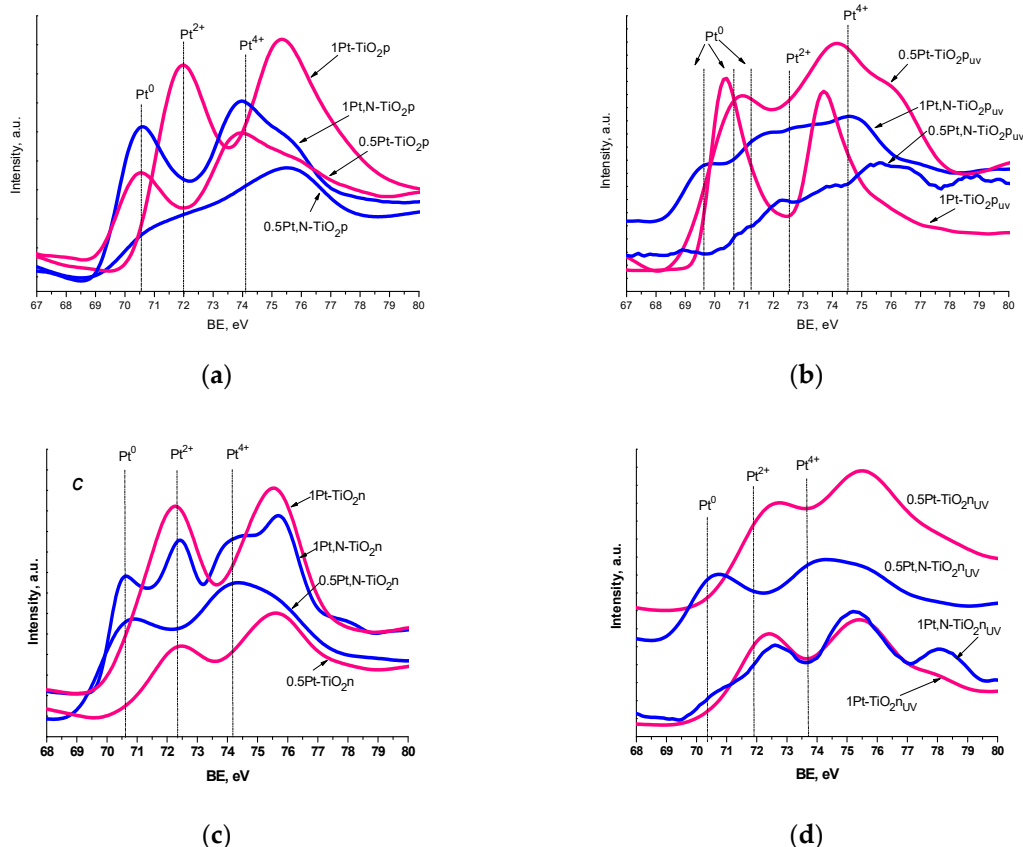 Pt²⁺
Pt⁴⁺
Pt⁰
1Pt-TiO₂p
1Pt,N-TiO₂p
0.5Pt-TiO₂p
0.5Pt,N-TiO₂p
Intensity, a.u.
67 68 69 70 71 72 73 74 75 76 77 78 79 80
BE, eV
(a)
Pt⁴⁺
Pt⁰
Pt²⁺
0.5Pt-TiO₂pᵤᵥ
1Pt,N-TiO₂pᵤᵥ
0.5Pt,N-TiO₂pᵤᵥ
1Pt-TiO₂pᵤᵥ
Intensity, a.u.
67 68 69 70 71 72 73 74 75 76 77 78 79 80
BE, eV
(b)
c
Pt⁰
Pt²⁺
Pt⁴⁺
1Pt-TiO₂n
1Pt,N-TiO₂n
0.5Pt,N-TiO₂n
0.5Pt-TiO₂n
Intensity, a.u.
68 69 70 71 72 73 74 75 76 77 78 79 80
BE, eV
(c)
Pt²⁺
Pt⁴⁺
Pt⁰
0.5Pt-TiO₂n_UV
0.5Pt,N-TiO₂n_UV
1Pt,N-TiO₂n_UV
1Pt-TiO₂n_UV
Intensity, a.u.
68 69 70 71 72 73 74 75 76 77 78 79 80
BE, eV
(d)